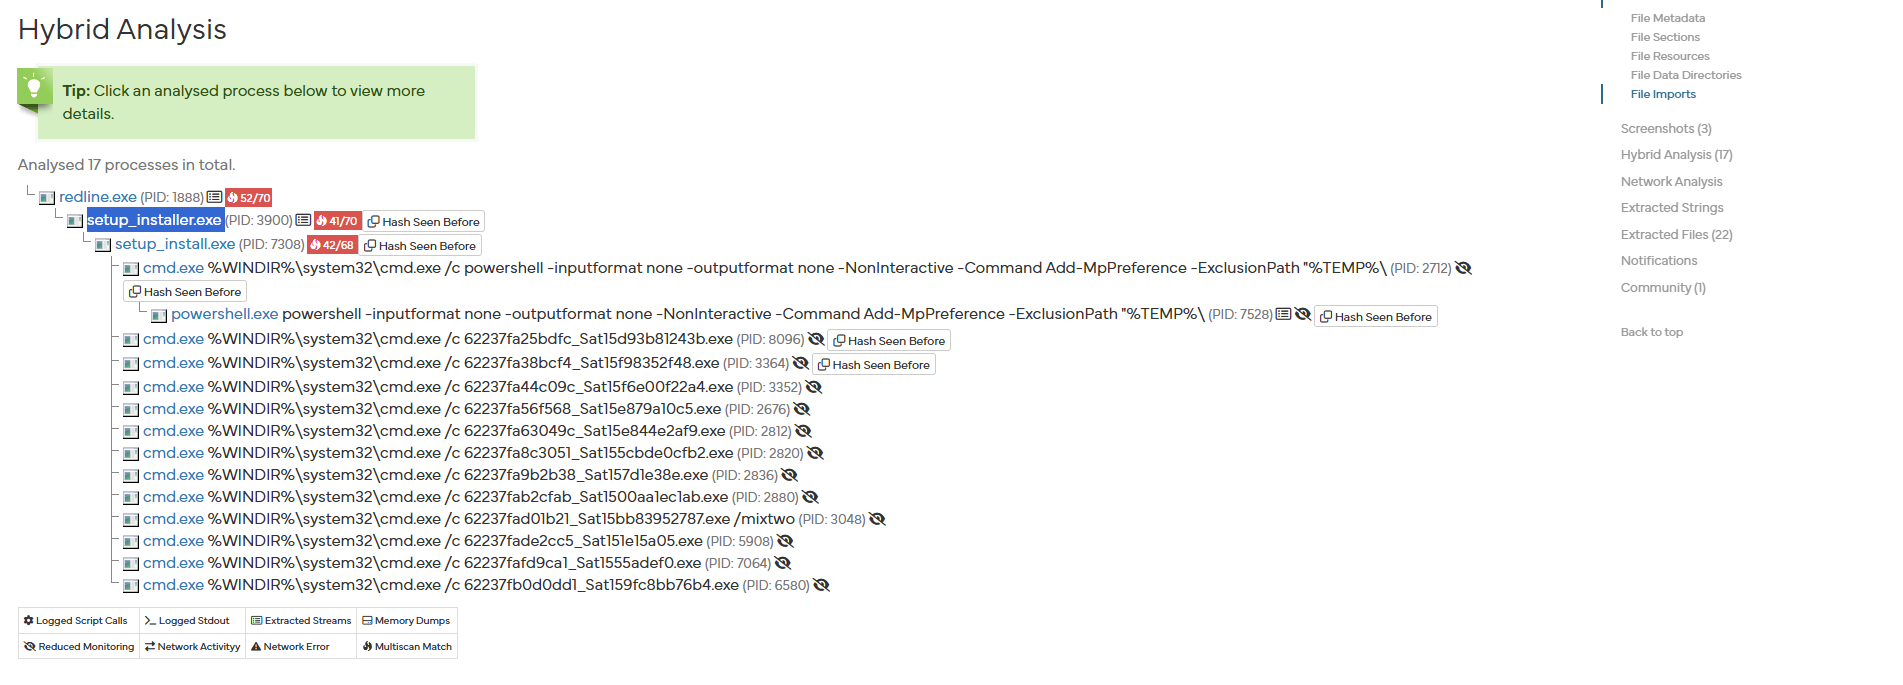 Hybrid Analysis
Tip: Click an analysed process below to view more
details.
Analysed 17 processes in total.
redline.exe (PID: 1888) 52/70
setup_installer.exe (PID: 3900) 41/70 Hash Seen Before
setup_install.exe (PID: 7308) 42/68 Hash Seen Before
cmd.exe %WINDIR%\system32\cmd.exe /c powershell -inputformat none -outputformat none -NonInteractive -Command Add-MpPreference -ExclusionPath "%TEMP%\ (PID: 2712)
Hash Seen Before
powershell.exe powershell -inputformat none -outputformat none -NonInteractive -Command Add-MpPreference -ExclusionPath "%TEMP%\ (PID: 7528) Hash Seen Before
cmd.exe %WINDIR%\system32\cmd.exe /c 62237fa25bdfc_Sat15d93b81243b.exe (PID: 8096) Hash Seen Before
cmd.exe %WINDIR%\system32\cmd.exe /c 62237fa38bcf4_Sat15f98352f48.exe (PID: 3364) Hash Seen Before
cmd.exe %WINDIR%\system32\cmd.exe /c 62237fa44c09c_Sat15f6e00f22a4.exe (PID: 3352)
cmd.exe %WINDIR%\system32\cmd.exe /c 62237fa56f568_Sat15e879a10c5.exe (PID: 2676)
cmd.exe %WINDIR%\system32\cmd.exe /c 62237fa63049c_Sat15e844e2af9.exe (PID: 2812)
cmd.exe %WINDIR%\system32\cmd.exe /c 62237fa8c3051_Sat155cbde0cfb2.exe (PID: 2820)
cmd.exe %WINDIR%\system32\cmd.exe /c 62237fa9b2b38_Sat157d1e38e.exe (PID: 2836)
cmd.exe %WINDIR%\system32\cmd.exe /c 62237fab2cfab_Sat1500aa1ec1ab.exe (PID: 2880)
cmd.exe %WINDIR%\system32\cmd.exe /c 62237fad01b21_Sat15bb83952787.exe /mixtwo (PID: 3048)
cmd.exe %WINDIR%\system32\cmd.exe /c 62237fade2cc5_Sat151e15a05.exe (PID: 5908)
cmd.exe %WINDIR%\system32\cmd.exe /c 62237fafd9ca1_Sat1555adef0.exe (PID: 7064)
cmd.exe %WINDIR%\system32\cmd.exe /c 62237fb0d0dd1_Sat159fc8bb76b4.exe (PID: 6580)
Logged Script Calls Logged Stdout Extracted Streams Memory Dumps
Reduced Monitoring Network Activityy Network Error Multiscan Match
File Metadata
File Sections
File Resources
File Data Directories
File Imports
Screenshots (3)
Hybrid Analysis (17)
Network Analysis
Extracted Strings
Extracted Files (22)
Notifications
Community (1)
Back to top